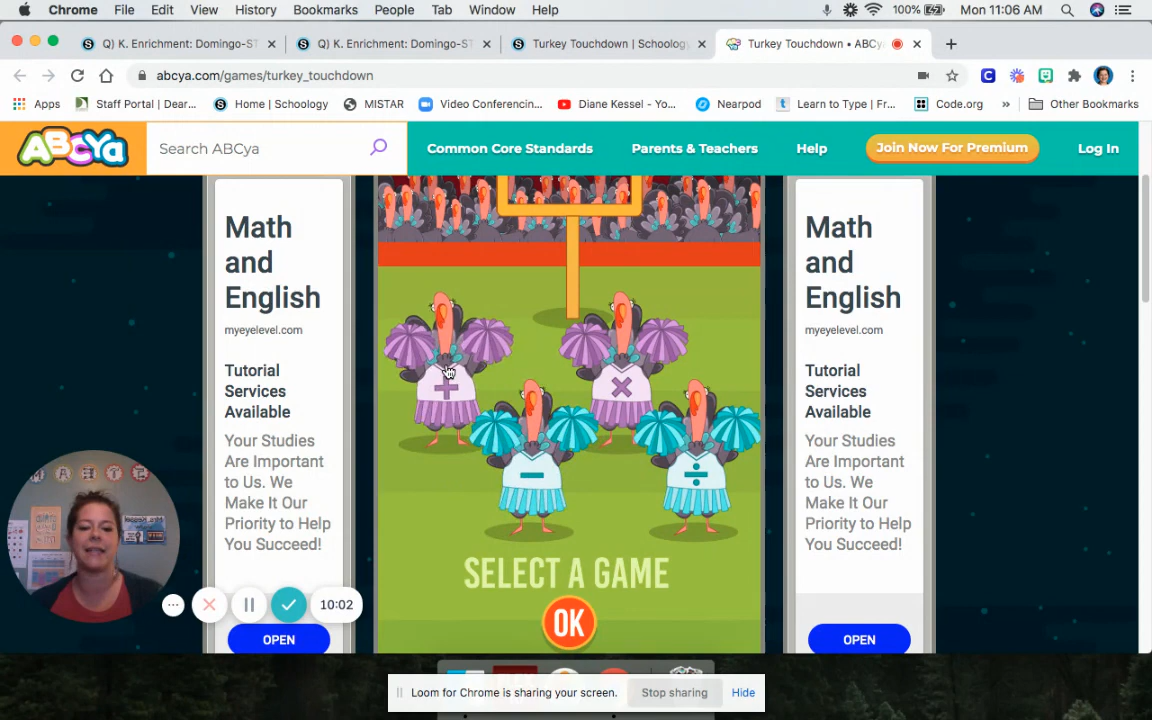 Chrome File Edit View History Bookmarks People Tab Window Help 100% Mon 11:06 AM
Q) K. Enrichment: Domingo-ST
Q) K. Enrichment: Domingo-ST
Turkey Touchdown | Schoology
Turkey Touchdown • ABCy
abcya.com/games/turkey_touchdown
Apps Staff Portal | Dear... Home | Schoology MISTAR Video Conferencin... Diane Kessel - Yo... Nearpod Learn to Type | Fr... Code.org » Other Bookmarks
ABCYa
Search ABCya
Common Core Standards
Parents & Teachers
Help
Join Now For Premium
Log In
Math
and
English
myeyelevel.com
Tutorial
Services
Available
Your Studies
Are Important
to Us. We
Make It Our
Priority to Help
You Succeed!
OPEN
+
×
−
÷
SELECT A GAME
OK
Math
and
English
myeyelevel.com
Tutorial
Services
Available
Your Studies
Are Important
to Us. We
Make It Our
Priority to Help
You Succeed!
OPEN
10:02
Loom for Chrome is sharing your screen.
Stop sharing
Hide